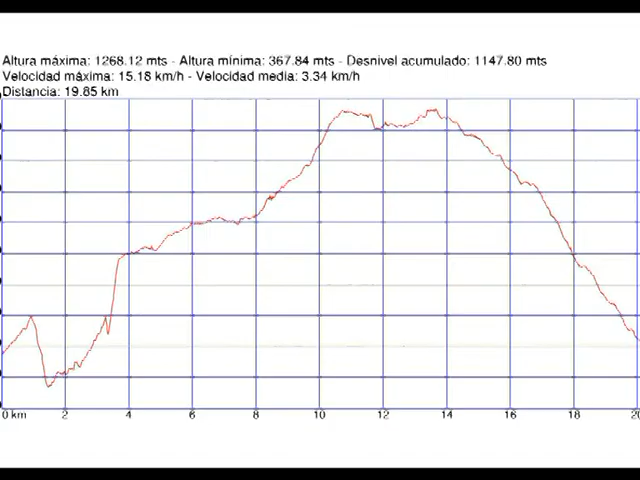 Altura máxima: 1268.12 mts - Altura mínima: 367.84 mts - Desnivel acumulado: 1147.80 mts
Velocidad máxima: 15.18 km/h - Velocidad media: 3.34 km/h
Distancia: 19.85 km
0 km 2 4 6 8 10 12 14 16 18 20